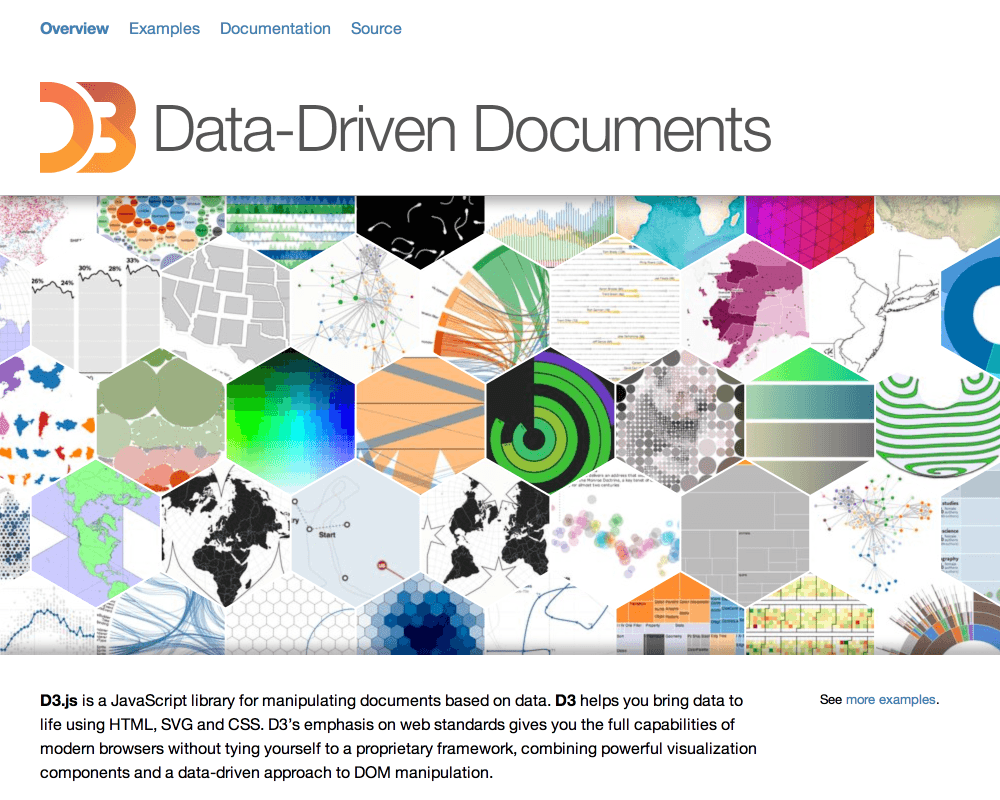 Overview Examples Documentation Source
D3 Data-Driven Documents
26%
24%
30%
28%
33%
Start
D3.js is a JavaScript library for manipulating documents based on data. D3 helps you bring data to
life using HTML, SVG and CSS. D3’s emphasis on web standards gives you the full capabilities of
modern browsers without tying yourself to a proprietary framework, combining powerful visualization
components and a data-driven approach to DOM manipulation.
See more examples.